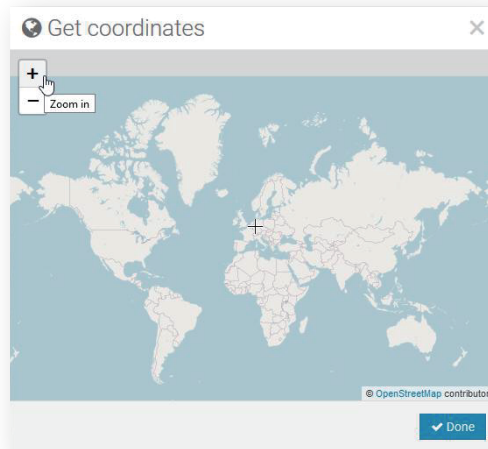 Get coordinates
×
+
−
Zoom in
© OpenStreetMap contributor
Done